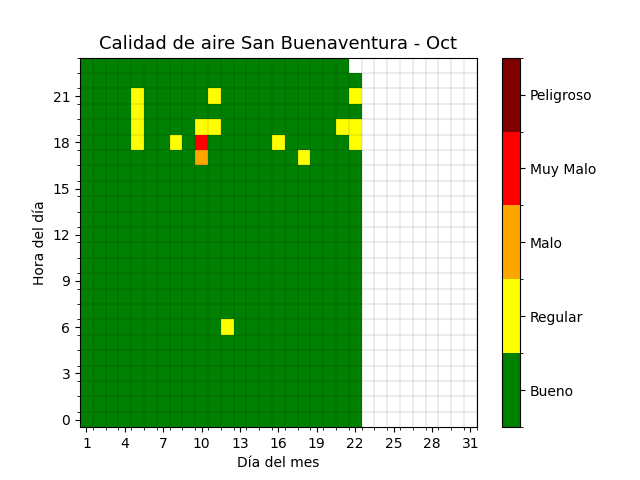 Calidad de aire San Buenaventura - Oct
Hora del día
21
18
15
12
9
6
3
0
1 4 7 10 13 16 19 22 25 28 31
Día del mes
Peligroso
Muy Malo
Malo
Regular
Bueno